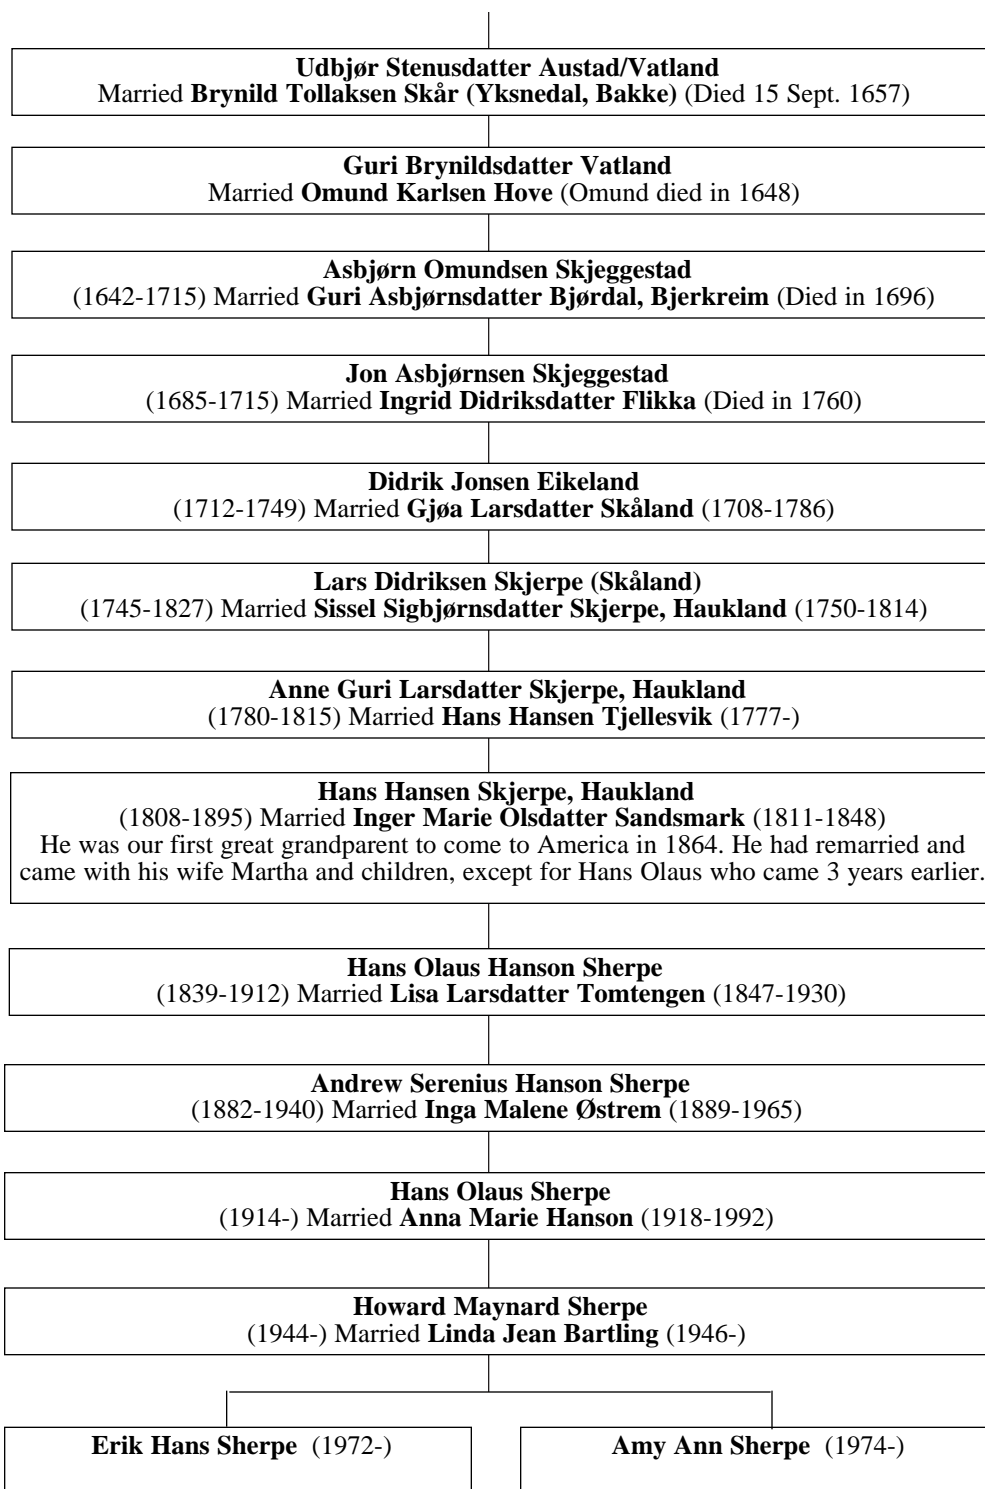 Udbjør Stenusdatter Austad/Vatland
Married Brynild Tollaksen Skår (Yksnedal, Bakke) (Died 15 Sept. 1657)
Guri Brynildsdatter Vatland
Married Omund Karlsen Hove (Omund died in 1648)
Asbjørn Omundsen Skjeggestad
(1642-1715) Married Guri Asbjørnsdatter Bjørdal, Bjerkreim (Died in 1696)
Jon Asbjørnsen Skjeggestad
(1685-1715) Married Ingrid Didriksdatter Flikka (Died in 1760)
Didrik Jonsen Eikeland
(1712-1749) Married Gjøa Larsdatter Skåland (1708-1786)
Lars Didriksen Skjerpe (Skåland)
(1745-1827) Married Sissel Sigbjørnsdatter Skjerpe, Haukland (1750-1814)
Anne Guri Larsdatter Skjerpe, Haukland
(1780-1815) Married Hans Hansen Tjellesvik (1777-)
Hans Hansen Skjerpe, Haukland
(1808-1895) Married Inger Marie Olsdatter Sandsmark (1811-1848)
He was our first great grandparent to come to America in 1864. He had remarried and
came with his wife Martha and children, except for Hans Olaus who came 3 years earlier.
Hans Olaus Hanson Sherpe
(1839-1912) Married Lisa Larsdatter Tomtengen (1847-1930)
Andrew Serenius Hanson Sherpe
(1882-1940) Married Inga Malene Østrem (1889-1965)
Hans Olaus Sherpe
(1914-) Married Anna Marie Hanson (1918-1992)
Howard Maynard Sherpe
(1944-) Married Linda Jean Bartling (1946-)
Erik Hans Sherpe (1972-)
Amy Ann Sherpe (1974-)